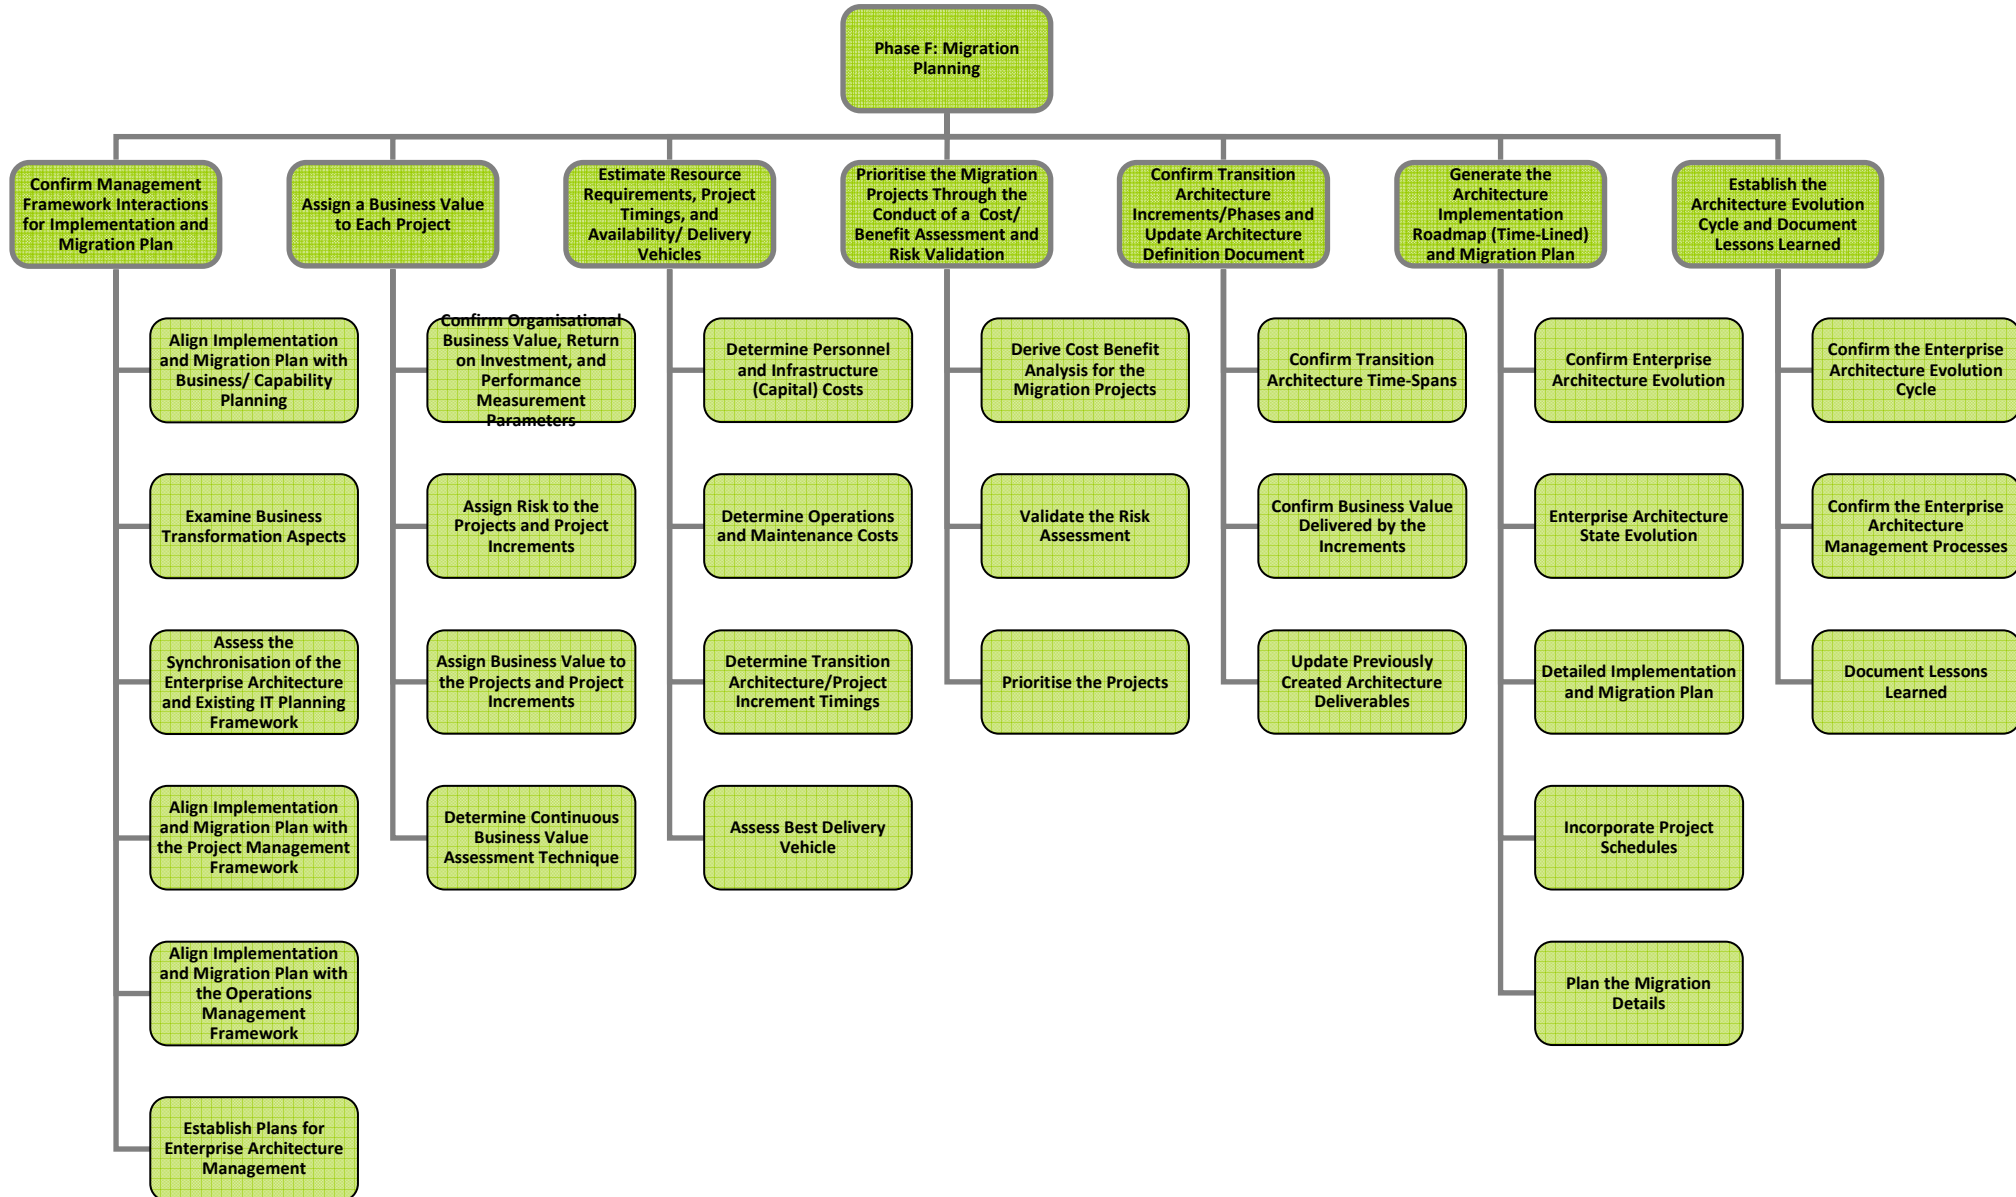 Phase F: Migration
Planning
Confirm Management
Framework Interactions
for Implementation and
Migration Plan
Assign a Business Value
to Each Project
Estimate Resource
Requirements, Project
Timings, and
Availability/ Delivery
Vehicles
Prioritise the Migration
Projects Through the
Conduct of a  Cost/
Benefit Assessment and
Risk Validation
Confirm Transition
Architecture
Increments/Phases and
Update Architecture
Definition Document
Generate the
Architecture
Implementation
Roadmap (Time-Lined)
and Migration Plan
Establish the
Architecture Evolution
Cycle and Document
Lessons Learned
Align Implementation
and Migration Plan with
Business/ Capability
Planning
Examine Business
Transformation Aspects
Assess the
Synchronisation of the
Enterprise Architecture
and Existing IT Planning
Framework
Align Implementation
and Migration Plan with
the Project Management
Framework
Align Implementation
and Migration Plan with
the Operations
Management
Framework
Establish Plans for
Enterprise Architecture
Management
Confirm Organisational
Business Value, Return
on Investment, and
Performance
Measurement
Parameters
Assign Risk to the
Projects and Project
Increments
Assign Business Value to
the Projects and Project
Increments
Determine Continuous
Business Value
Assessment Technique
Determine Personnel
and Infrastructure
(Capital) Costs
Determine Operations
and Maintenance Costs
Determine Transition
Architecture/Project
Increment Timings
Assess Best Delivery
Vehicle
Derive Cost Benefit
Analysis for the
Migration Projects
Validate the Risk
Assessment
Prioritise the Projects
Confirm Transition
Architecture Time-Spans
Confirm Business Value
Delivered by the
Increments
Update Previously
Created Architecture
Deliverables
Confirm Enterprise
Architecture Evolution
Enterprise Architecture
State Evolution
Detailed Implementation
and Migration Plan
Incorporate Project
Schedules
Plan the Migration
Details
Confirm the Enterprise
Architecture Evolution
Cycle
Confirm the Enterprise
Architecture
Management Processes
Document Lessons
Learned